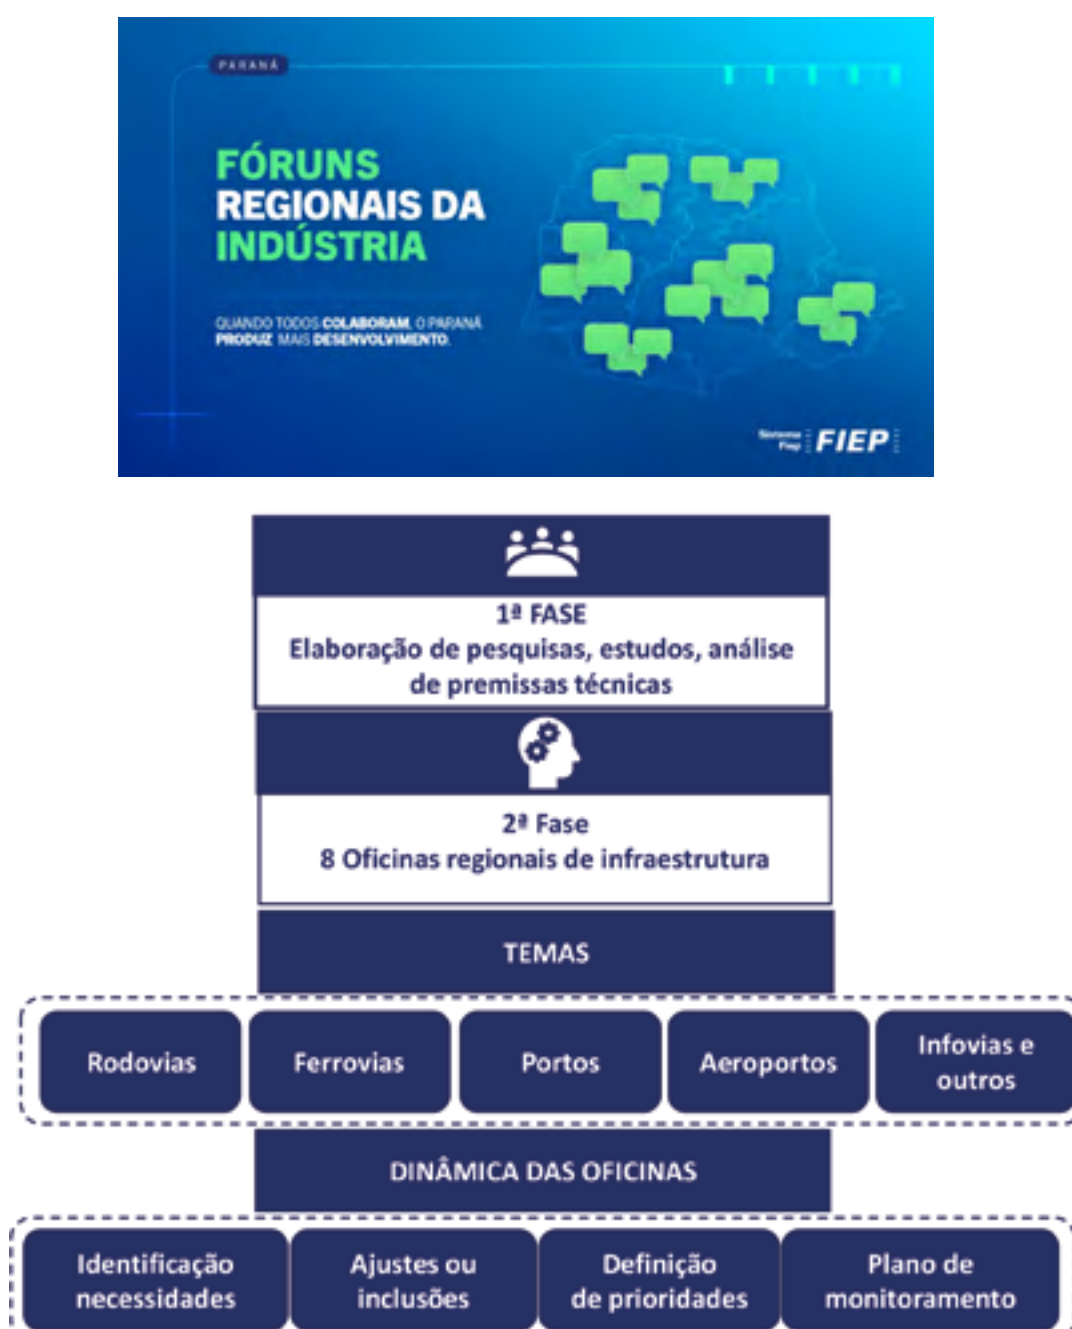 PARANÁ
FÓRUNS
REGIONAIS DA
INDÚSTRIA
QUANDO TODOS COLABORAM, O PARANÁ
PRODUZ MAIS DESENVOLVIMENTO.
Sistema
Fiep
FIEP
1ª FASE
Elaboração de pesquisas, estudos, análise
de premissas técnicas
2ª Fase
8 Oficinas regionais de infraestrutura
TEMAS
Rodovias
Ferrovias
Portos
Aeroportos
Infovias e
outros
DINÂMICA DAS OFICINAS
Identificação
necessidades
Ajustes ou
inclusões
Definição
de prioridades
Plano de
monitoramento